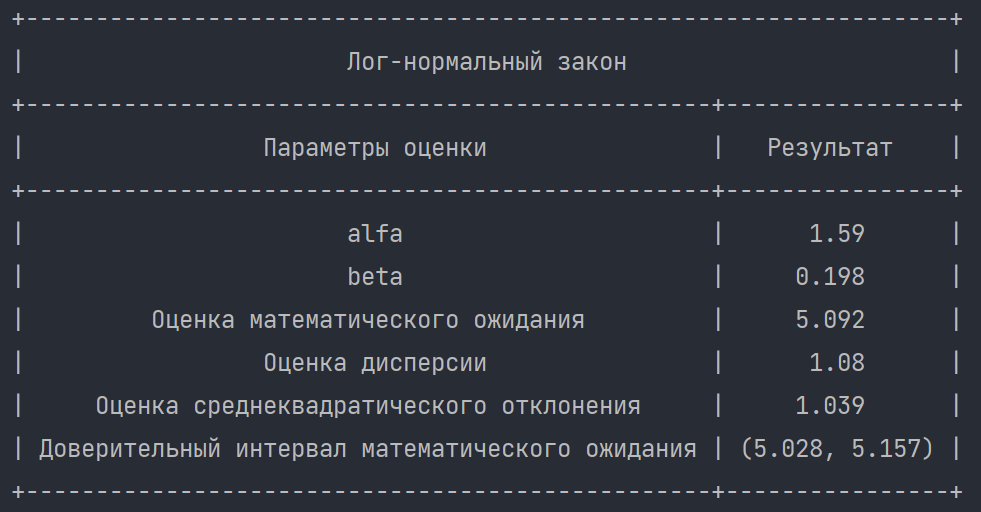 Лог-нормальный закон
Параметры оценки | Результат
alfa | 1.59
beta | 0.198
Оценка математического ожидания | 5.092
Оценка дисперсии | 1.08
Оценка среднеквадратического отклонения | 1.039
Доверительный интервал математического ожидания | (5.028, 5.157)